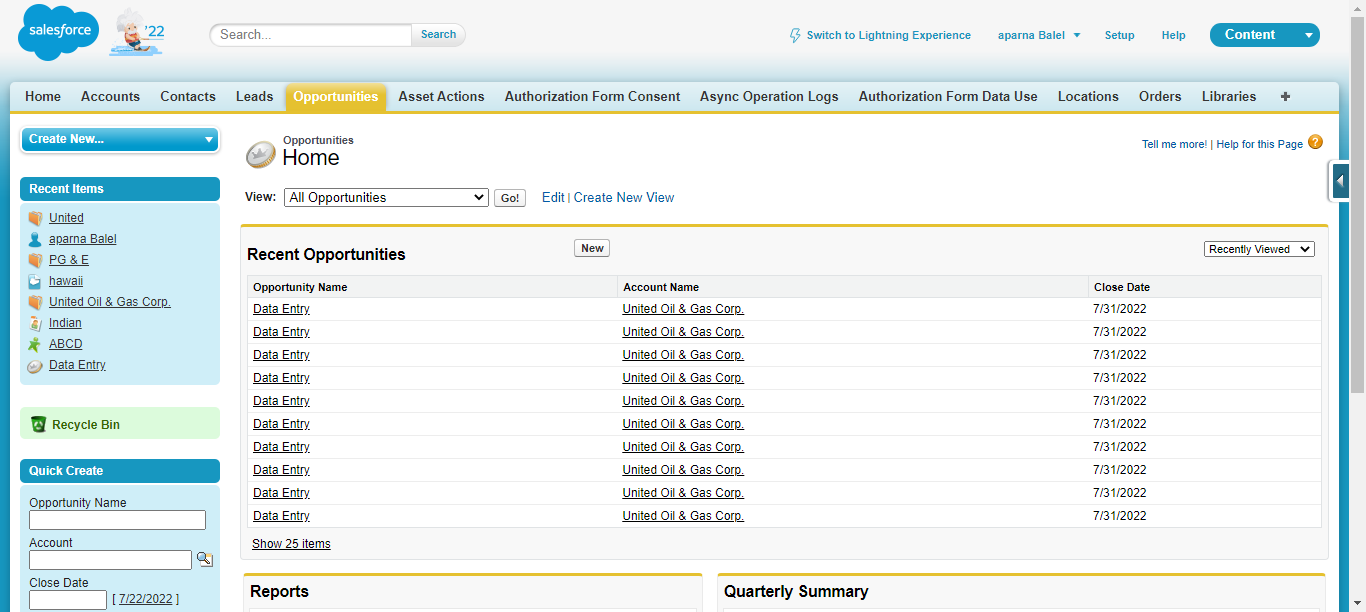 salesforce
'22
Search...
Search
Switch to Lightning Experience
aparna Balel
Setup
Help
Content
Home
Accounts
Contacts
Leads
Opportunities
Asset Actions
Authorization Form Consent
Async Operation Logs
Authorization Form Data Use
Locations
Orders
Libraries
+
Create New...
Recent Items
United
aparna Balel
PG & E
hawaii
United Oil & Gas Corp.
Indian
ABCD
Data Entry
Recycle Bin
Quick Create
Opportunity Name
Account
Close Date
[ 7/22/2022 ]
Opportunities
Home
Tell me more! | Help for this Page ?
View: All Opportunities Go! Edit | Create New View
Recent Opportunities New Recently Viewed
Opportunity Name Account Name Close Date
Data Entry United Oil & Gas Corp. 7/31/2022
Data Entry United Oil & Gas Corp. 7/31/2022
Data Entry United Oil & Gas Corp. 7/31/2022
Data Entry United Oil & Gas Corp. 7/31/2022
Data Entry United Oil & Gas Corp. 7/31/2022
Data Entry United Oil & Gas Corp. 7/31/2022
Data Entry United Oil & Gas Corp. 7/31/2022
Data Entry United Oil & Gas Corp. 7/31/2022
Data Entry United Oil & Gas Corp. 7/31/2022
Data Entry United Oil & Gas Corp. 7/31/2022
Show 25 items
Reports
Quarterly Summary